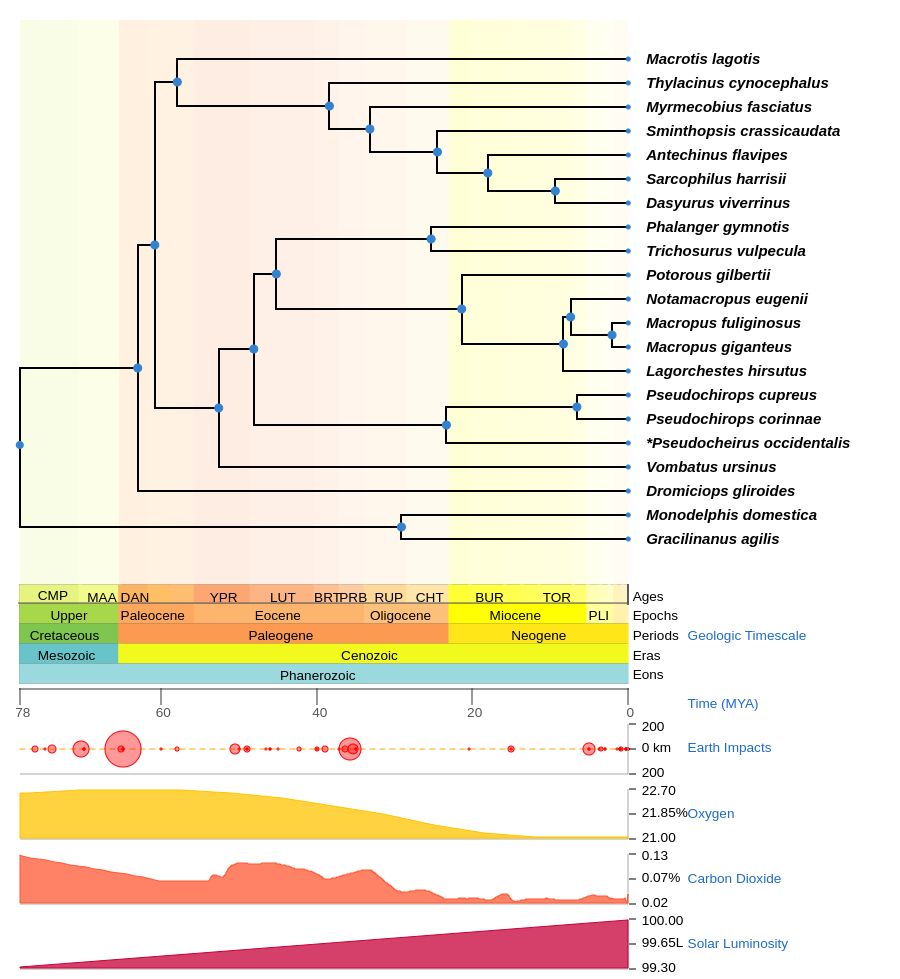 Macrotis lagotis
Thylacinus cynocephalus
Myrmecobius fasciatus
Sminthopsis crassicaudata
Antechinus flavipes
Sarcophilus harrisii
Dasyurus viverrinus
Phalanger gymnotis
Trichosurus vulpecula
Potorous gilbertii
Notamacropus eugenii
Macropus fuliginosus
Macropus giganteus
Lagorchestes hirsutus
Pseudochirops cupreus
Pseudochirops corinnae
*Pseudocheirus occidentalis
Vombatus ursinus
Dromiciops gliroides
Monodelphis domestica
Gracilinanus agilis
CMP MAA DAN YPR LUT BRT PRB RUP CHT BUR TOR Ages
Upper Paleocene Eocene Oligocene Miocene PLI Epochs
Cretaceous Paleogene Neogene Periods Geologic Timescale
Mesozoic Cenozoic Eras
Phanerozoic Eons
78 60 40 20 0 Time (MYA)
200
0 km Earth Impacts
200
22.70
21.85% Oxygen
21.00
0.13
0.07% Carbon Dioxide
0.02
100.00
99.65L Solar Luminosity
99.30